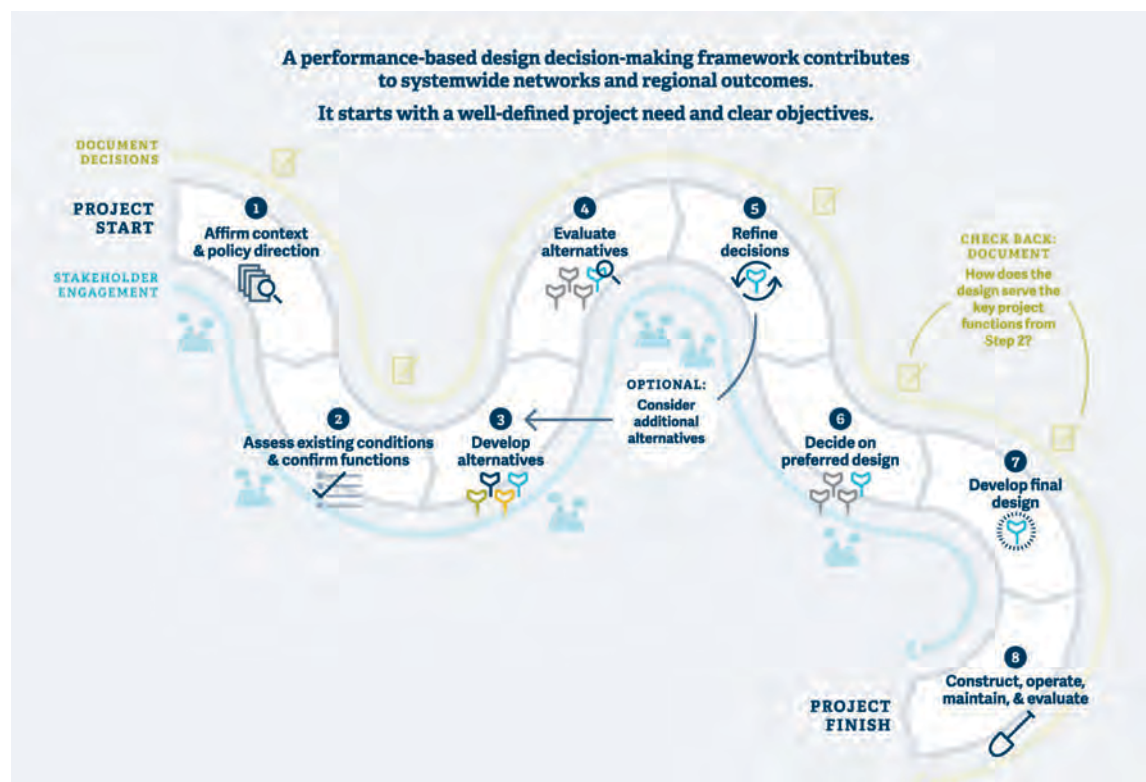 A performance-based design decision-making framework contributes
to systemwide networks and regional outcomes.
It starts with a well-defined project need and clear objectives.
DOCUMENT
DECISIONS
PROJECT
START
STAKEHOLDER
ENGAGEMENT
1
Affirm context
& policy direction
2
Assess existing conditions
& confirm functions
3
Develop
alternatives
4
Evaluate
alternatives
5
Refine
decisions
OPTIONAL:
Consider
additional
alternatives
6
Decide on
preferred design
CHECK BACK:
DOCUMENT
How does the
design serve the
key project
functions from
Step 2?
7
Develop final
design
8
Construct, operate,
maintain, & evaluate
PROJECT
FINISH